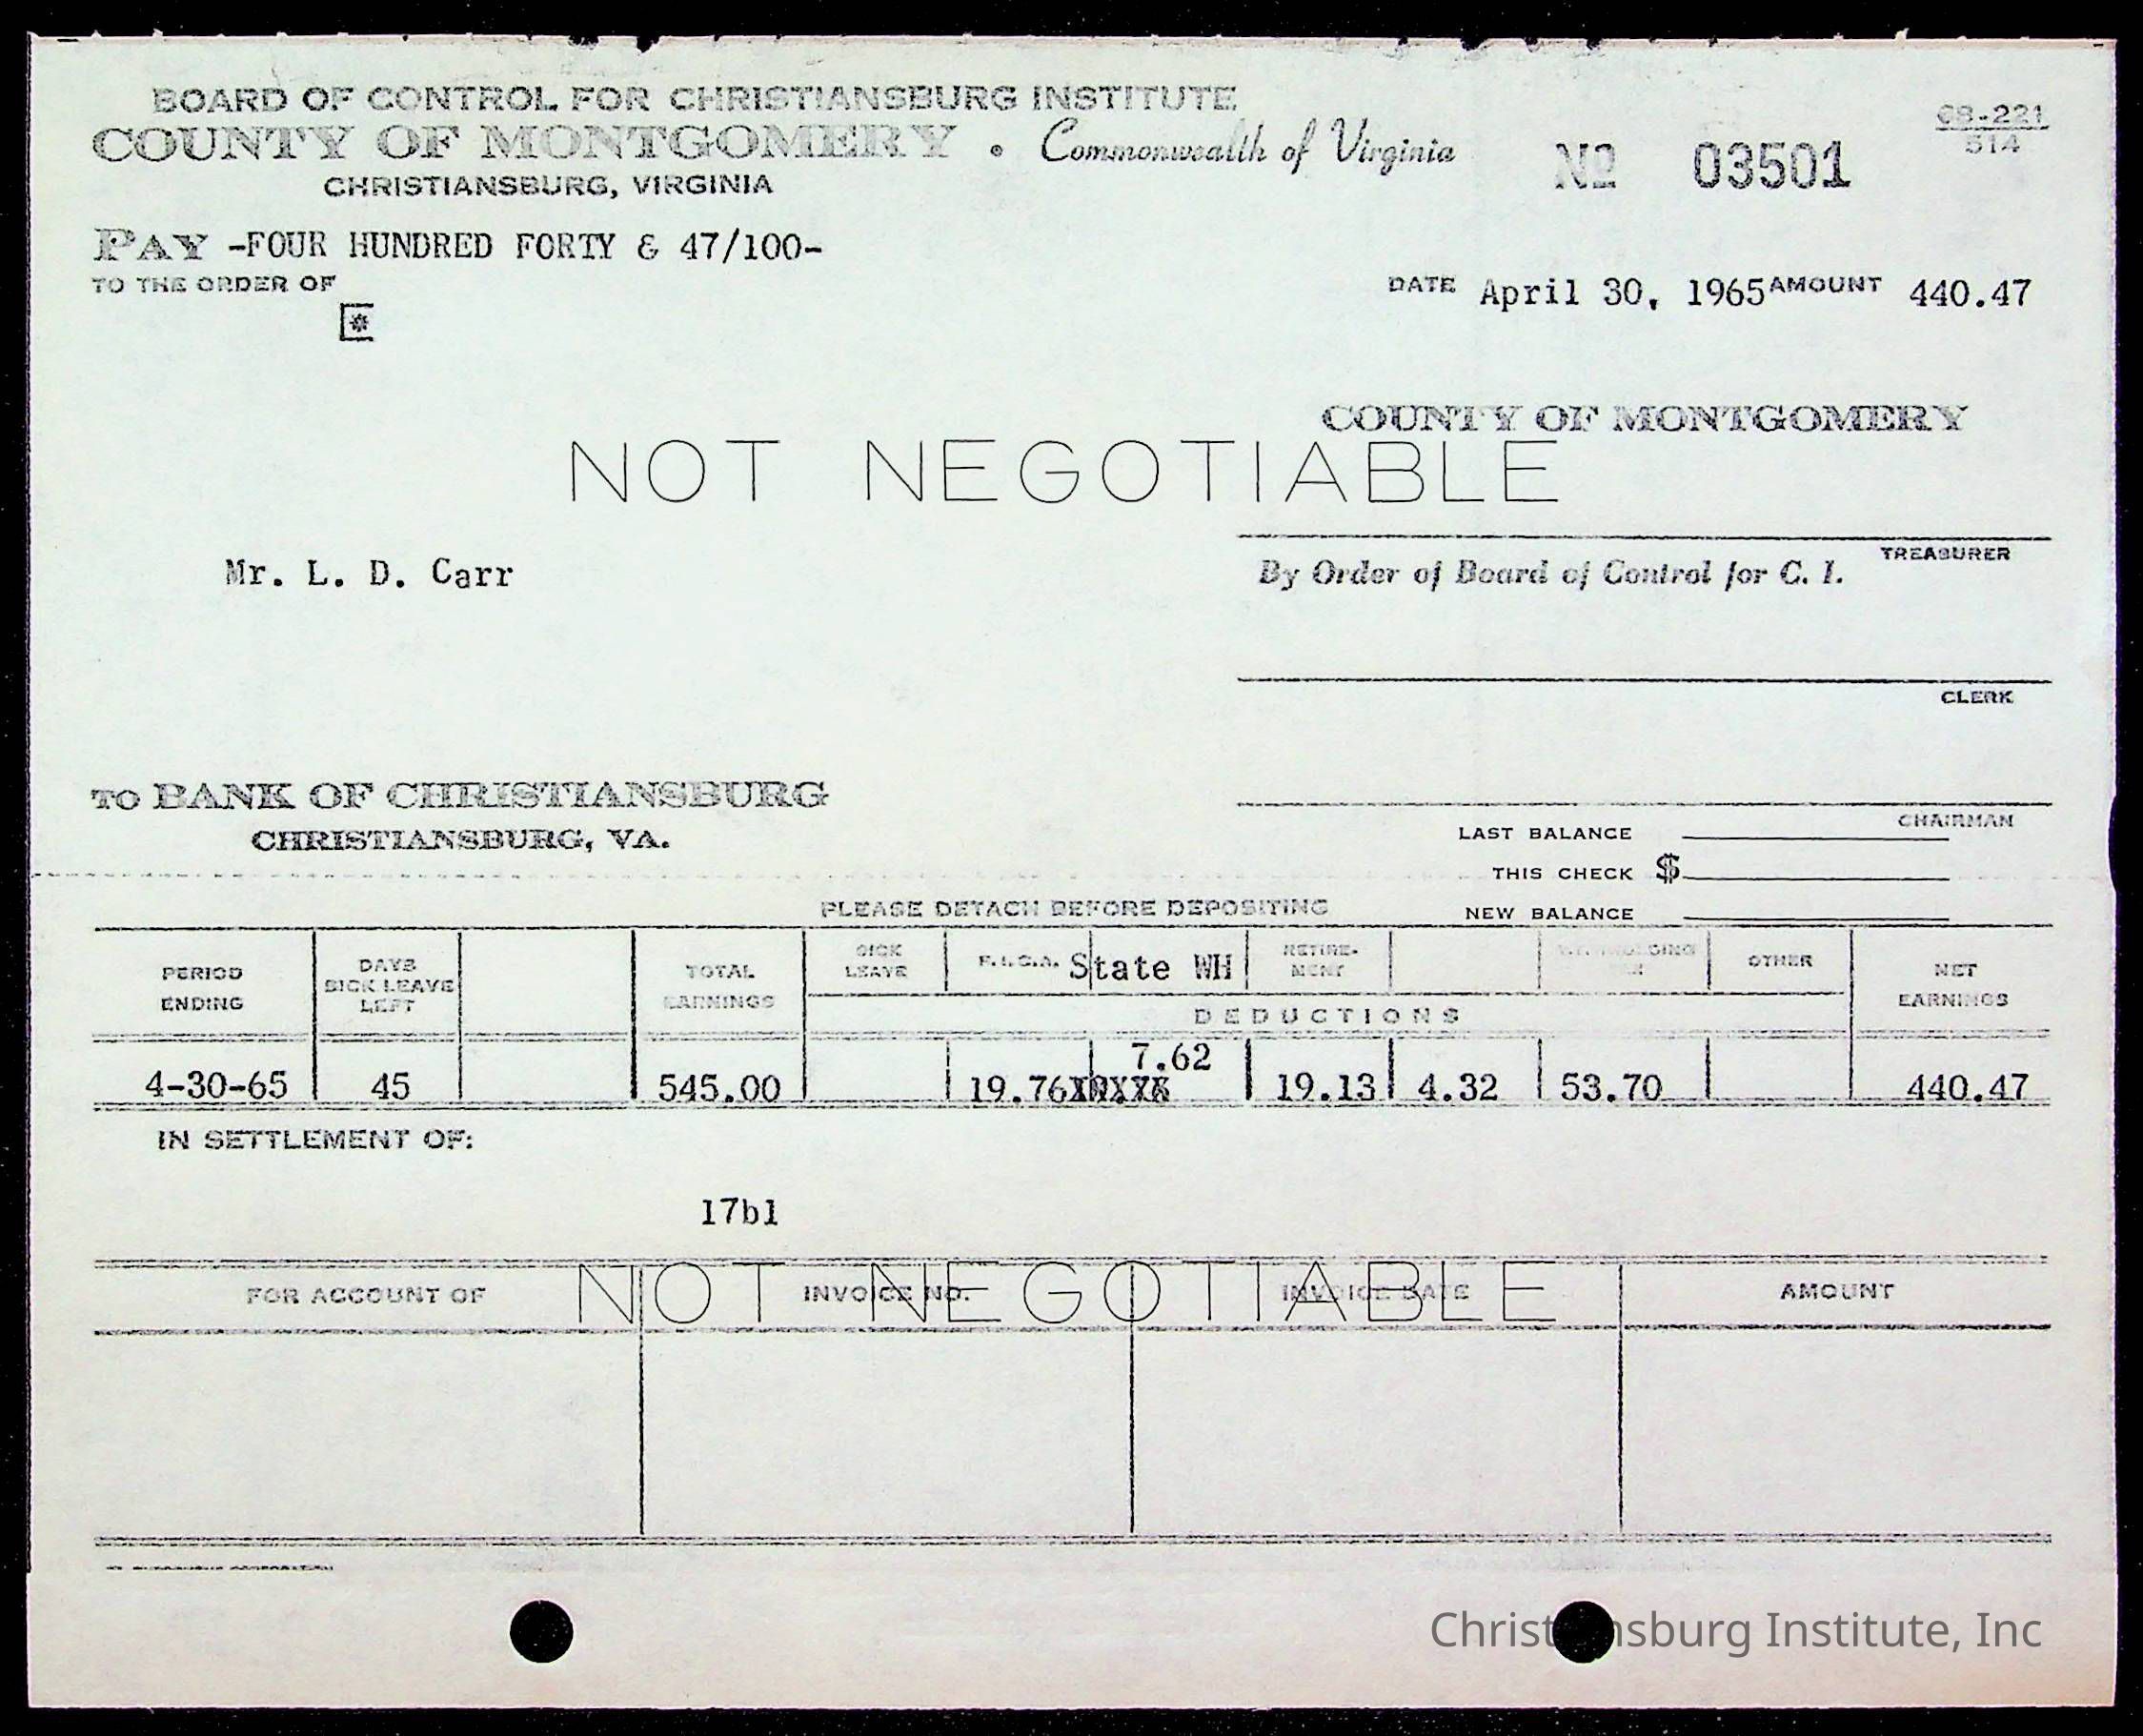 BOARD OF CONTROL FOR CHRISTIANSBURG INSTITUTE
COUNTY OF MONTGOMERY • Commonwealth of Virginia
CHRISTIANSBURG, VIRGINIA
No 03501
68-221
514
PAY -FOUR HUNDRED FORTY & 47/100-
TO THE ORDER OF
DATE April 30, 1965 AMOUNT 440.47
COUNTY OF MONTGOMERY
NOT NEGOTIABLE
TREASURER
Mr. L. D. Carr
By Order of Board of Control for C. I.
CLERK
TO BANK OF CHRISTIANSBURG
CHRISTIANSBURG, VA.
CHAIRMAN
LAST BALANCE
THIS CHECK $
NEW BALANCE
PLEASE DETACH BEFORE DEPOSITING
PERIOD ENDING DAYS SICK LEAVE LEFT TOTAL EARNINGS SICK LEAVE F.I.C.A. State WH RETIRE- MENT WITHHOLDING OTHER NET EARNINGS
DEDUCTIONS
7.62
4-30-65 45 545.00 19.76 19.13 4.32 53.70 440.47
IN SETTLEMENT OF:
17b1
NOT NEGOTIABLE
FOR ACCOUNT OF INVOICE NO. INVOICE DATE AMOUNT
Christiansburg Institute, Inc